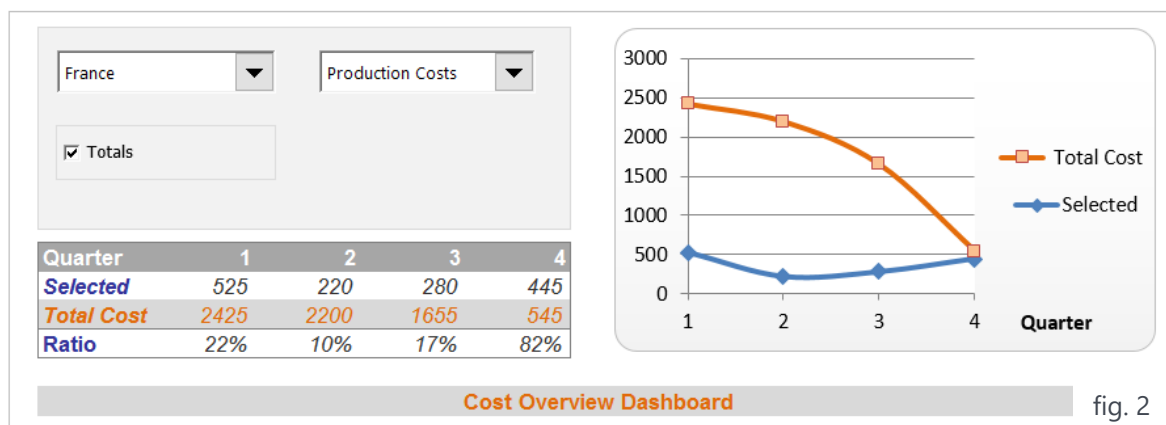 France
Production Costs
Totals
Quarter 1 2 3 4
Selected 525 220 280 445
Total Cost 2425 2200 1655 545
Ratio 22% 10% 17% 82%
3000
2500
2000
1500
1000
500
0
1 2 3 4 Quarter
Total Cost
Selected
Cost Overview Dashboard
fig. 2